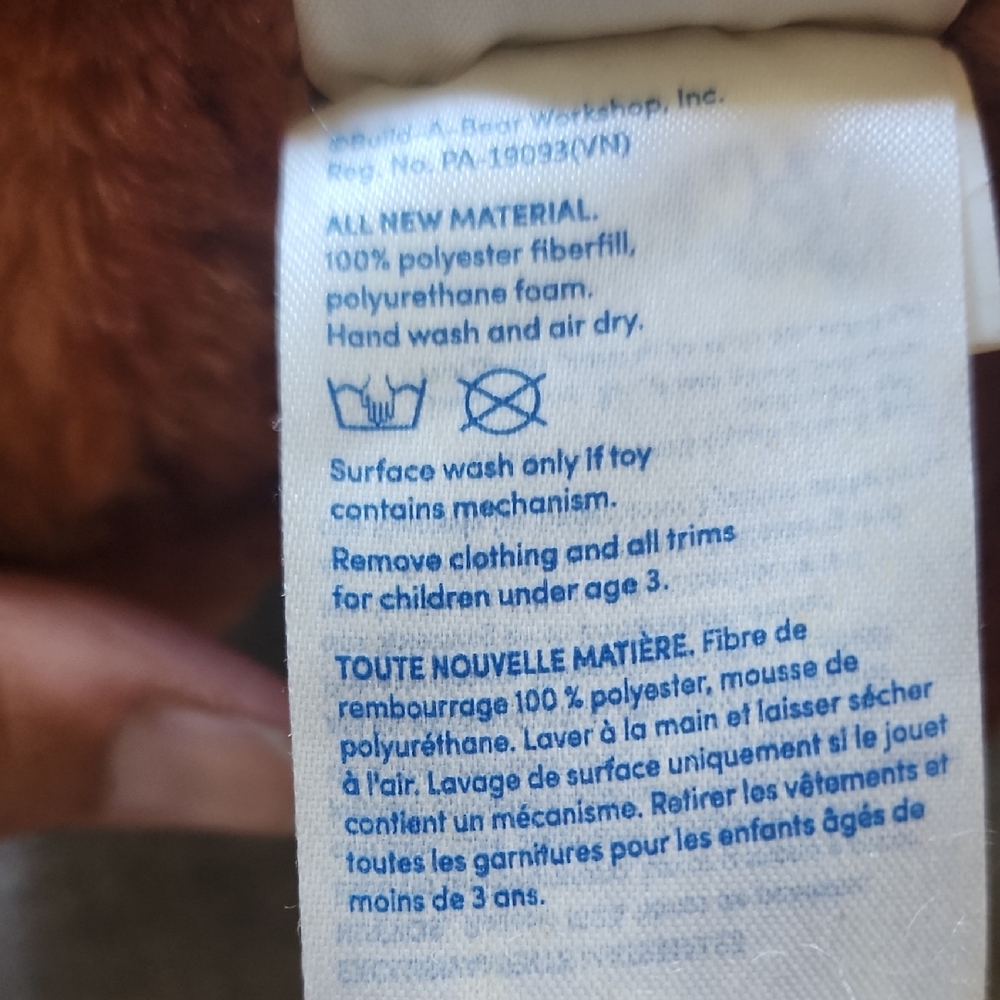 ©Build-A-Bear Workshop, Inc.
Reg. No. PA-19093(VN)
ALL NEW MATERIAL.
100% polyester fiberfill,
polyurethane foam.
Hand wash and air dry.
Surface wash only if toy
contains mechanism.
Remove clothing and all trims
for children under age 3.
TOUTE NOUVELLE MATIÈRE. Fibre de
rembourrage 100 % polyester, mousse de
polyuréthane. Laver à la main et laisser sécher
à l'air. Lavage de surface uniquement si le jouet
contient un mécanisme. Retirer les vêtements et
toutes les garnitures pour les enfants âgés de
moins de 3 ans.